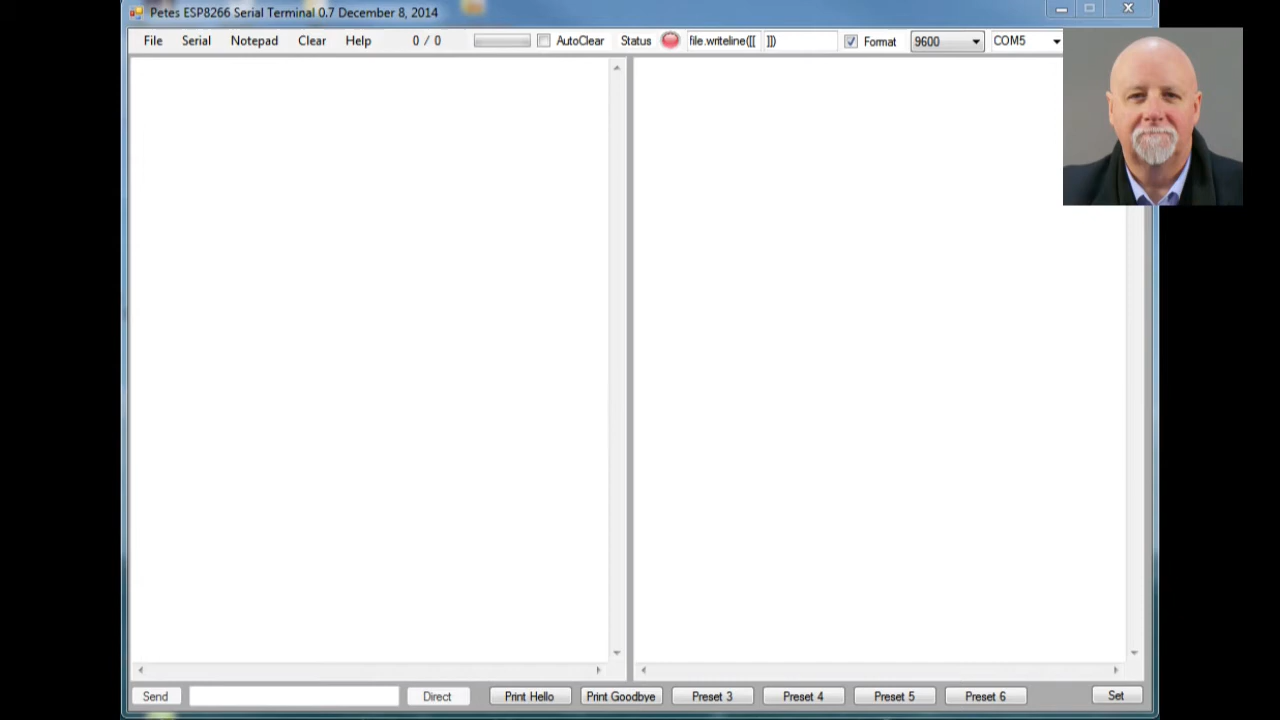 Petes ESP8266 Serial Terminal 0.7 December 8, 2014
File Serial Notepad Clear Help 0 / 0 AutoClear Status file.writeline([[ ]]) Format 9600 COM5
Send Direct Print Hello Print Goodbye Preset 3 Preset 4 Preset 5 Preset 6 Set